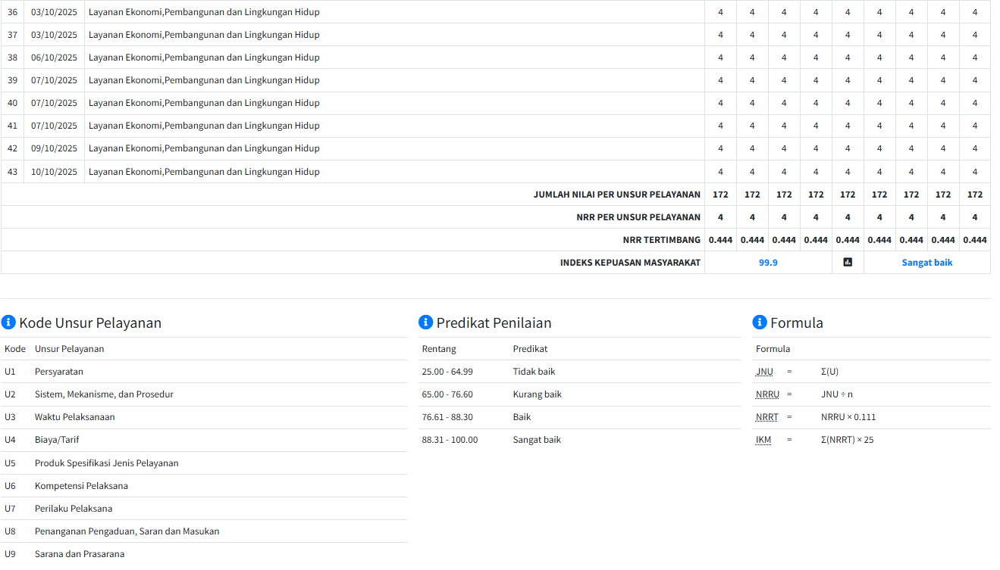 36 03/10/2025 Layanan Ekonomi,Pembangunan dan Lingkungan Hidup 4 4 4 4 4 4 4 4 4
37 03/10/2025 Layanan Ekonomi,Pembangunan dan Lingkungan Hidup 4 4 4 4 4 4 4 4 4
38 06/10/2025 Layanan Ekonomi,Pembangunan dan Lingkungan Hidup 4 4 4 4 4 4 4 4 4
39 07/10/2025 Layanan Ekonomi,Pembangunan dan Lingkungan Hidup 4 4 4 4 4 4 4 4 4
40 07/10/2025 Layanan Ekonomi,Pembangunan dan Lingkungan Hidup 4 4 4 4 4 4 4 4 4
41 07/10/2025 Layanan Ekonomi,Pembangunan dan Lingkungan Hidup 4 4 4 4 4 4 4 4 4
42 09/10/2025 Layanan Ekonomi,Pembangunan dan Lingkungan Hidup 4 4 4 4 4 4 4 4 4
43 10/10/2025 Layanan Ekonomi,Pembangunan dan Lingkungan Hidup 4 4 4 4 4 4 4 4 4
JUMLAH NILAI PER UNSUR PELAYANAN 172 172 172 172 172 172 172 172 172
NRR PER UNSUR PELAYANAN 4 4 4 4 4 4 4 4 4
NRR TERTIMBANG 0.444 0.444 0.444 0.444 0.444 0.444 0.444 0.444 0.444
INDEKS KEPUASAN MASYARAKAT 99.9 Sangat baik
Kode Unsur Pelayanan
Kode Unsur Pelayanan
U1 Persyaratan
U2 Sistem, Mekanisme, dan Prosedur
U3 Waktu Pelaksanaan
U4 Biaya/Tarif
U5 Produk Spesifikasi Jenis Pelayanan
U6 Kompetensi Pelaksana
U7 Perilaku Pelaksana
U8 Penanganan Pengaduan, Saran dan Masukan
U9 Sarana dan Prasarana
Predikat Penilaian
Rentang Predikat
25.00 - 64.99 Tidak baik
65.00 - 76.60 Kurang baik
76.61 - 88.30 Baik
88.31 - 100.00 Sangat baik
Formula
Formula
JNU = Σ(U)
NRRU = JNU ÷ n
NRRT = NRRU × 0.111
IKM = Σ(NRRT) × 25